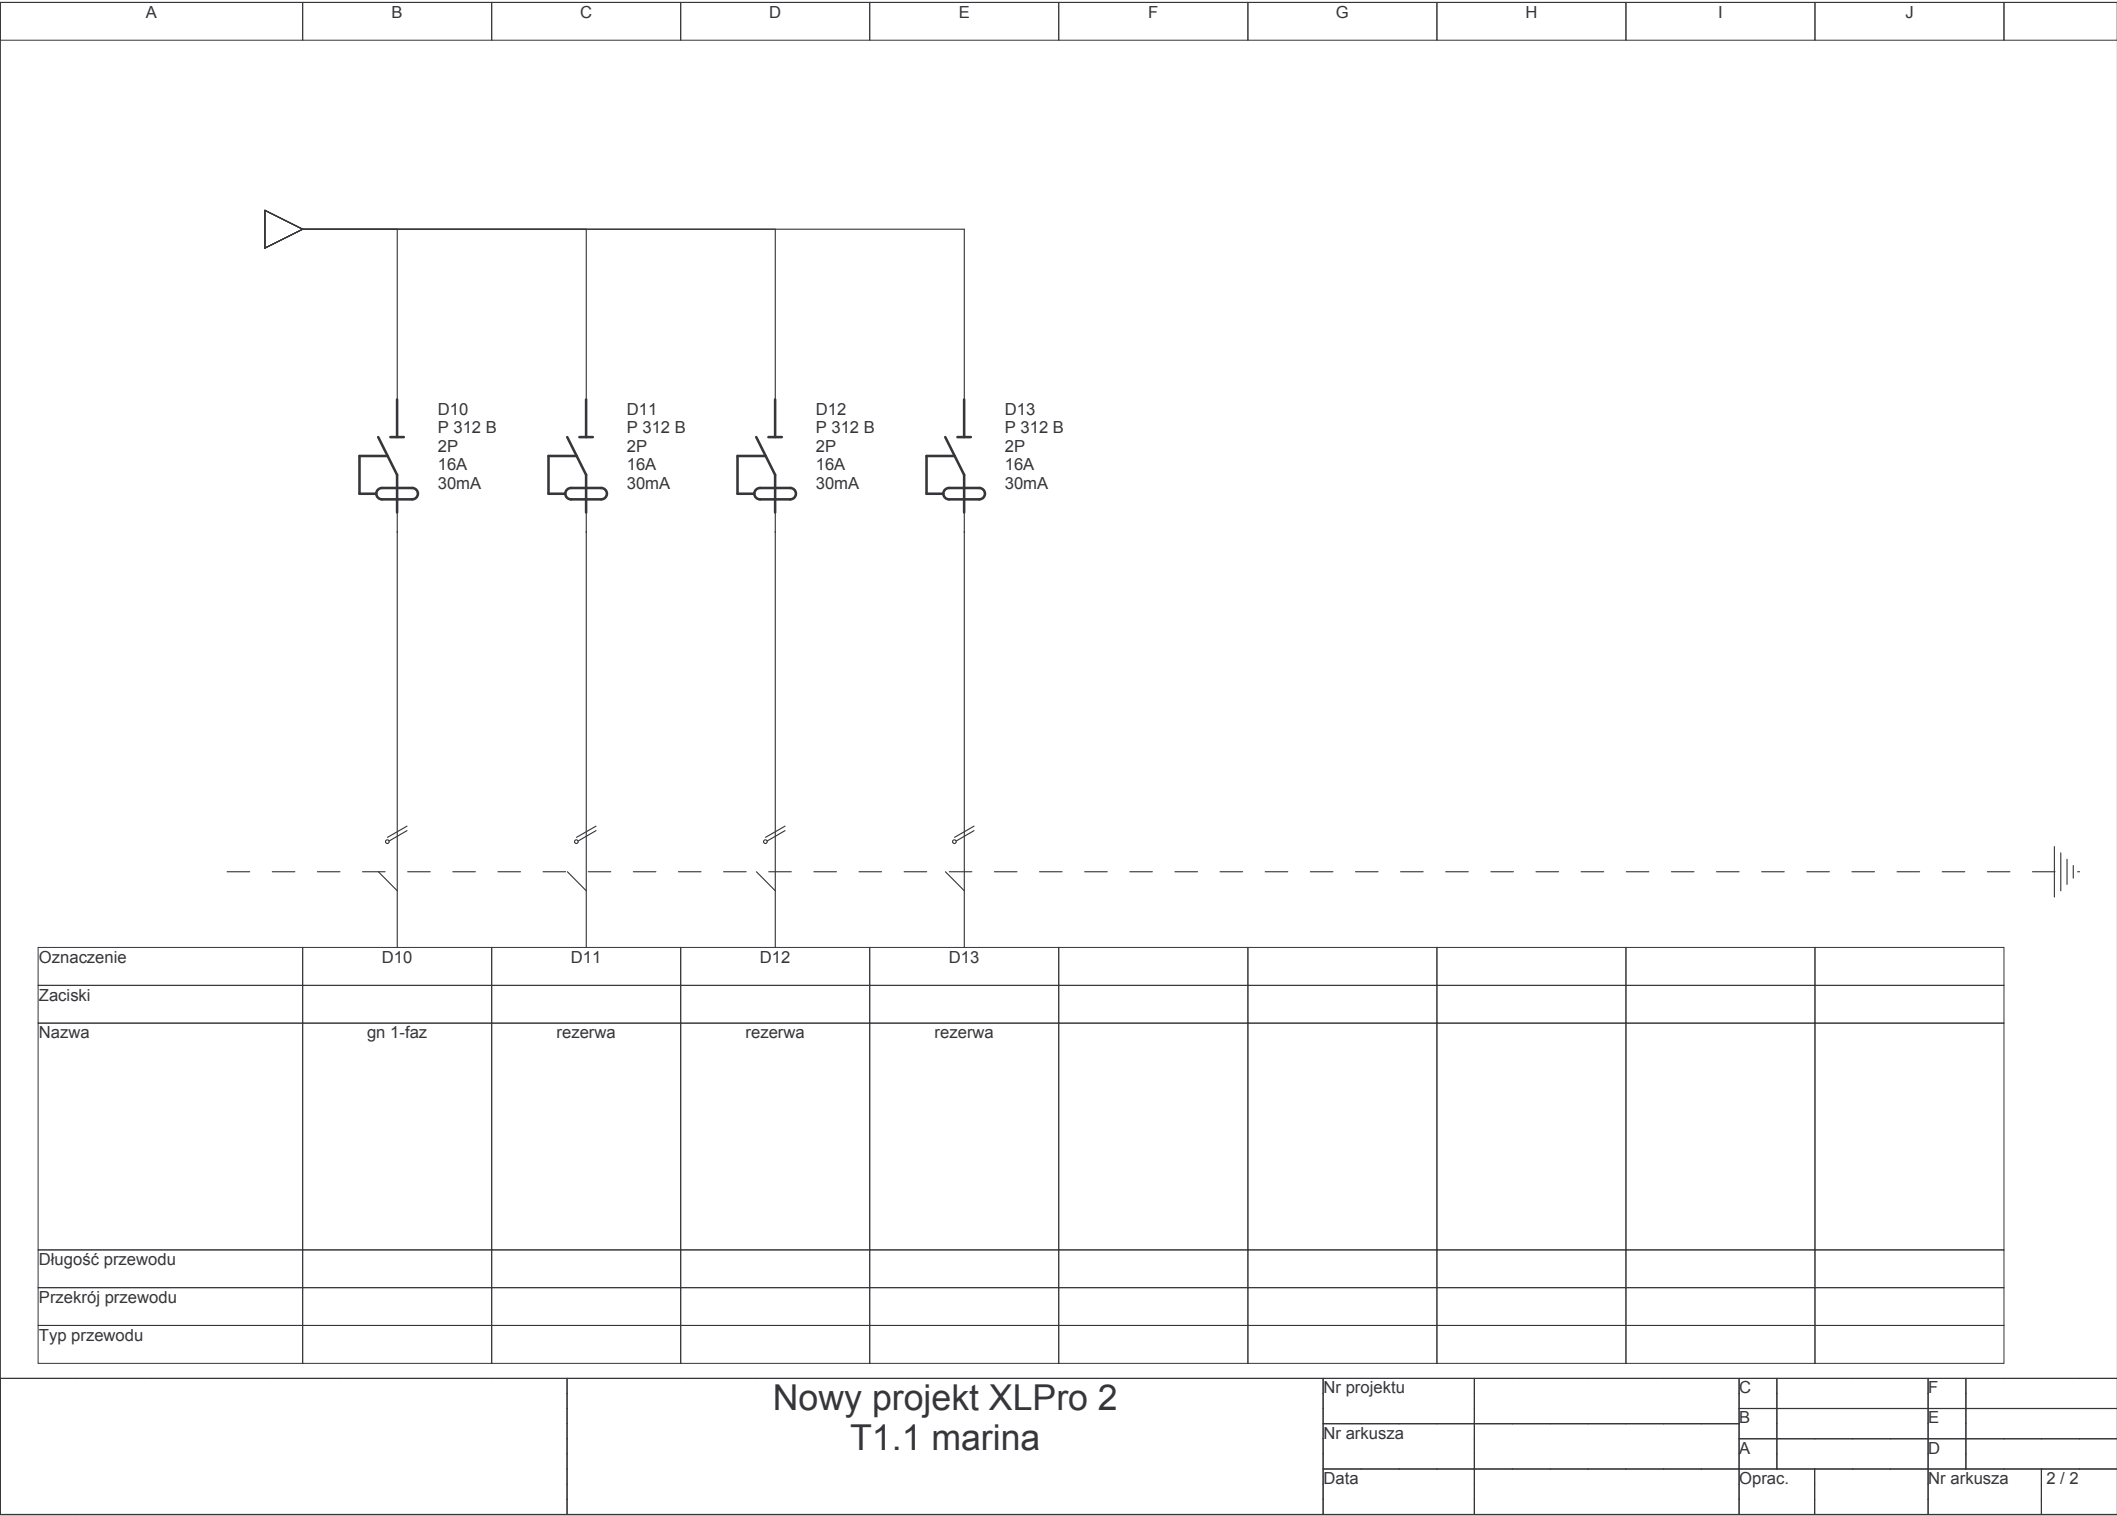 A B C D E F G H I J
D10 D11 D12 D13
P 312 B P 312 B P 312 B P 312 B
2P 2P 2P 2P
16A 16A 16A 16A
30mA 30mA 30mA 30mA
Oznaczenie D10 D11 D12 D13
Zaciski
Nazwa gn 1-faz rezerwa rezerwa rezerwa
Długość przewodu
Przekrój przewodu
Typ przewodu
Nowy projekt XLPro 2
T1.1 marina
Nr projektu
Nr arkusza
Data
C F
B E
A D
Oprac. Nr arkusza 2 / 2